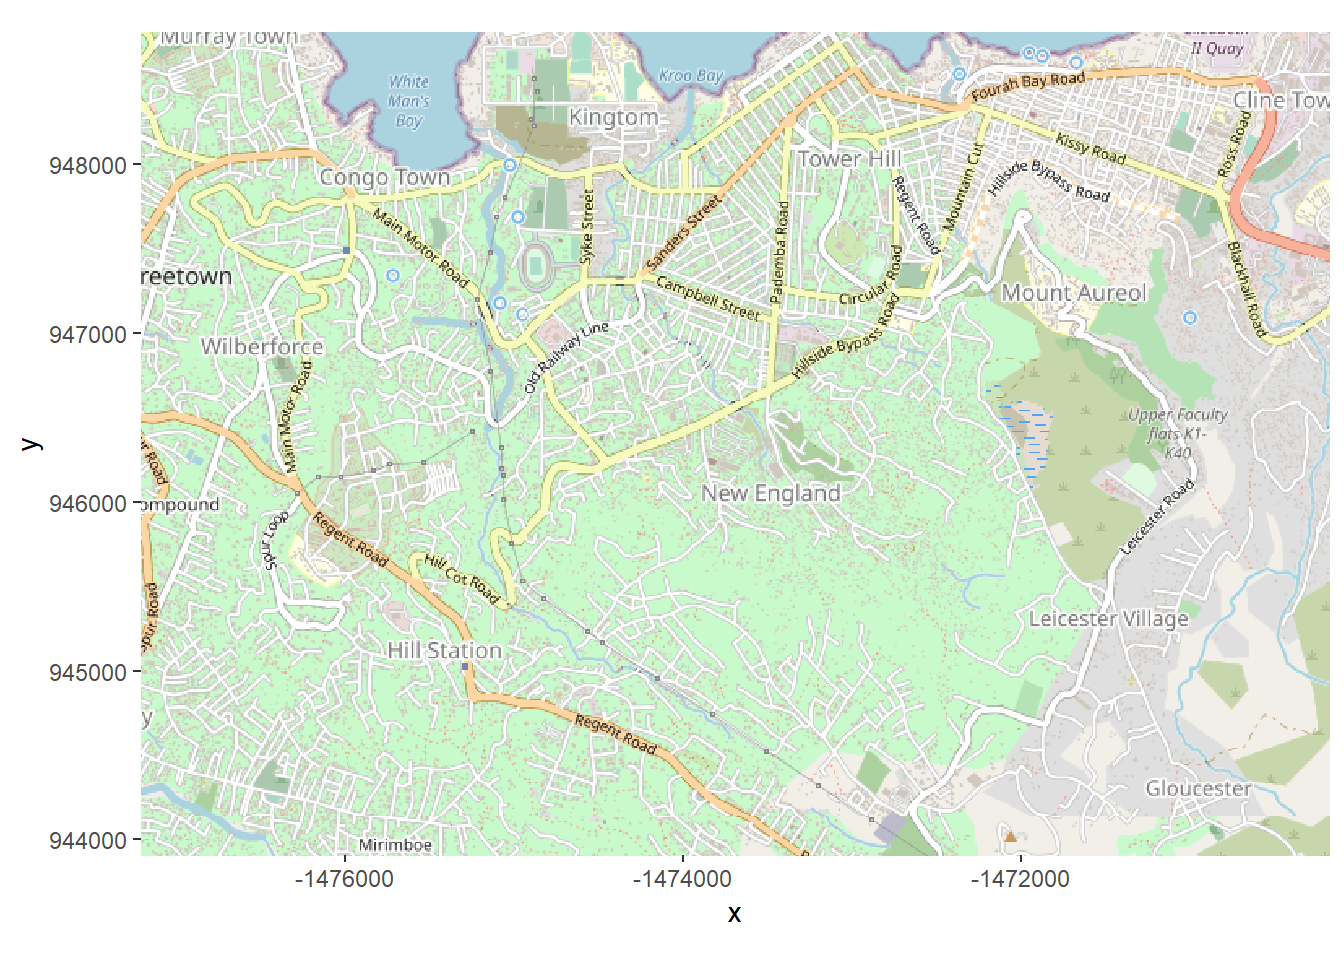 Murray Town
II Quay
White
Man's
Bay
Kroo Bay
Fourah Bay Road
Cline Tow
Kingtom
Kissy Road
Ross Road
Tower Hill
948000
Congo Town
Mountain Cut
Hillside Bypass Road
Regent Road
Main Motor Road
Syke Street
Sanders Street
Pademba Road
reetown
Campbell Street
Circular Road
Mount Aureol
Blackhall Road
947000
Wilberforce
Old Railway Line
Hillside Bypass Road
Main Motor Road
Upper Faculty
flats K1-
K40
y
r Road
946000
ompound
New England
Leicester Road
Spur Loop
Regent Road
Hill Cot Road
Spur Road
Leicester Village
Hill Station
945000
y
Regent Road
Gloucester
944000
Mirimboe
-1476000
-1474000
-1472000
x